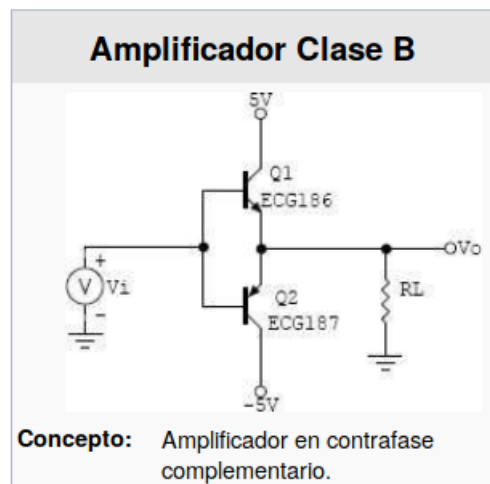 Amplificador Clase B
5V
Q1
ECG186
Vo
+
V
Vi
-
Q2
ECG187
RL
-5V
Concepto: Amplificador en contrafase
complementario.